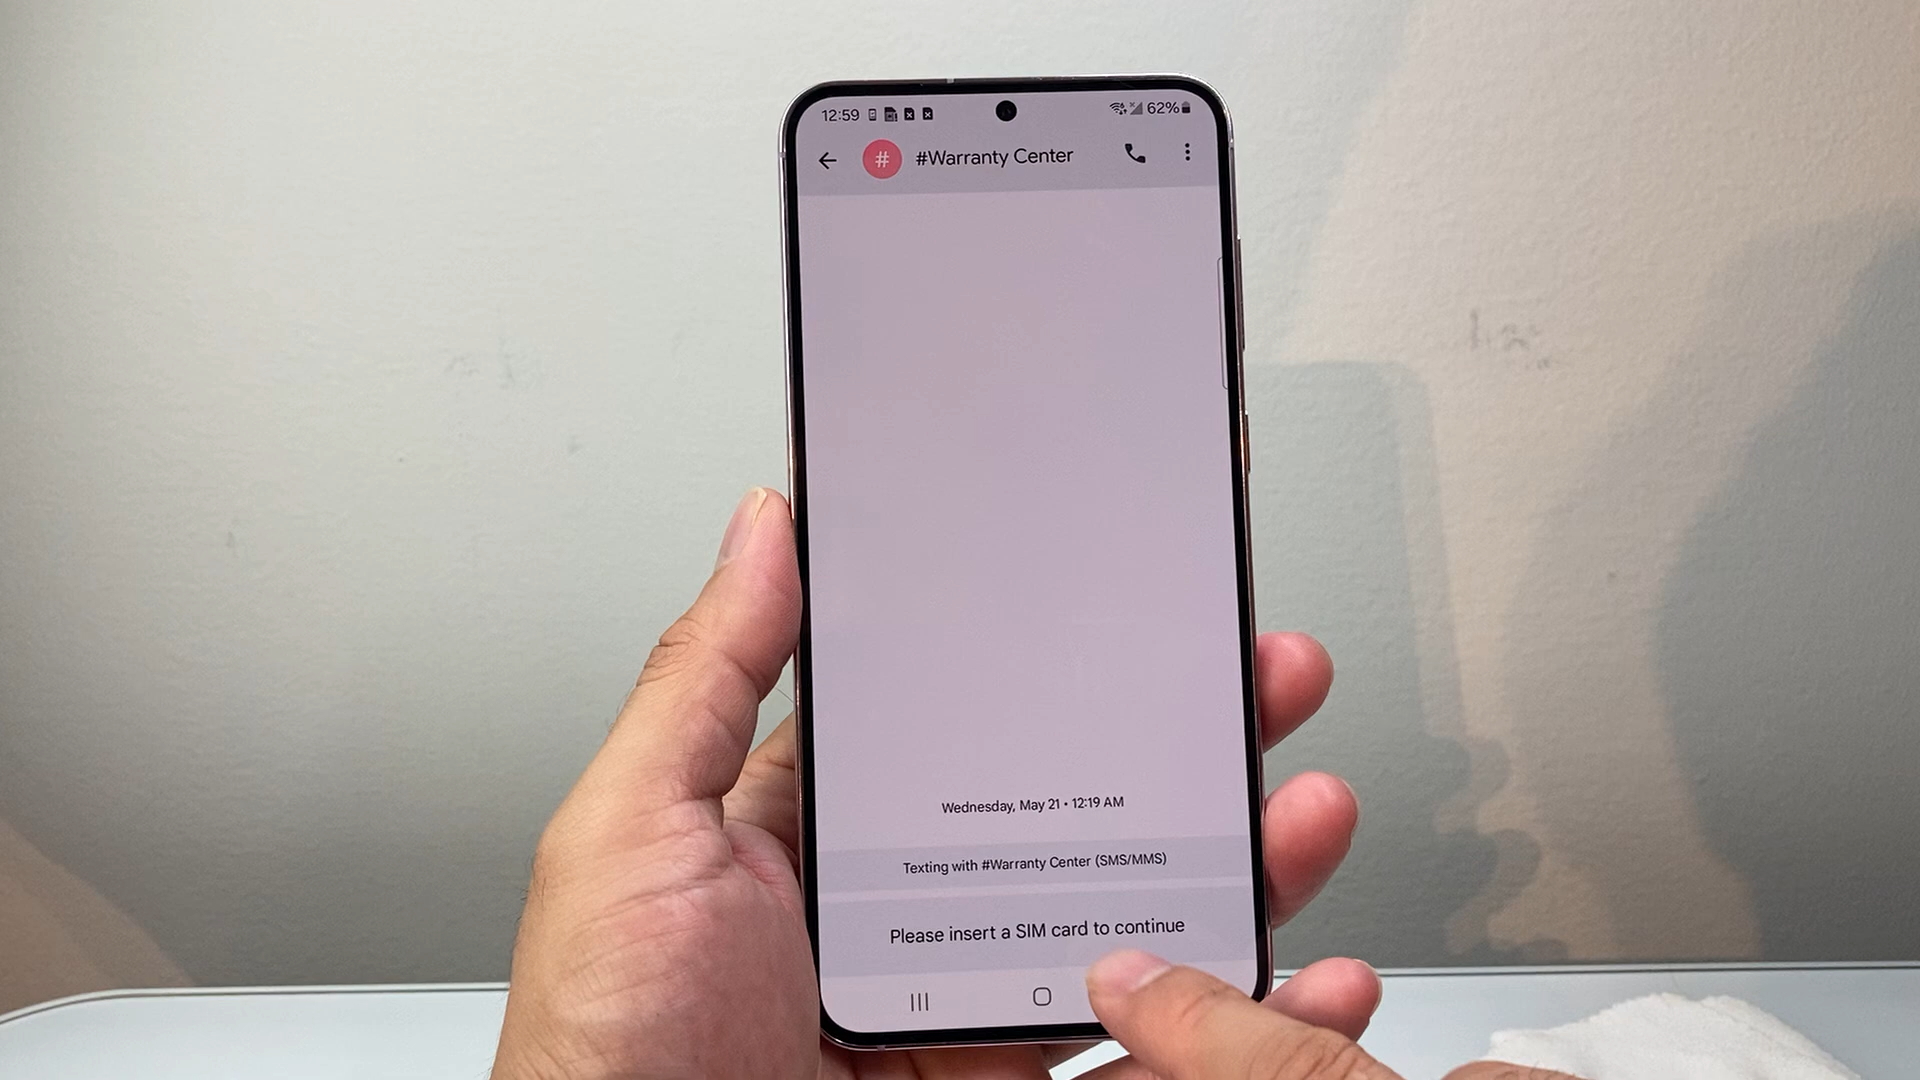 12:59
62%
# #Warranty Center
Wednesday, May 21 • 12:19 AM
Texting with #Warranty Center (SMS/MMS)
Please insert a SIM card to continue